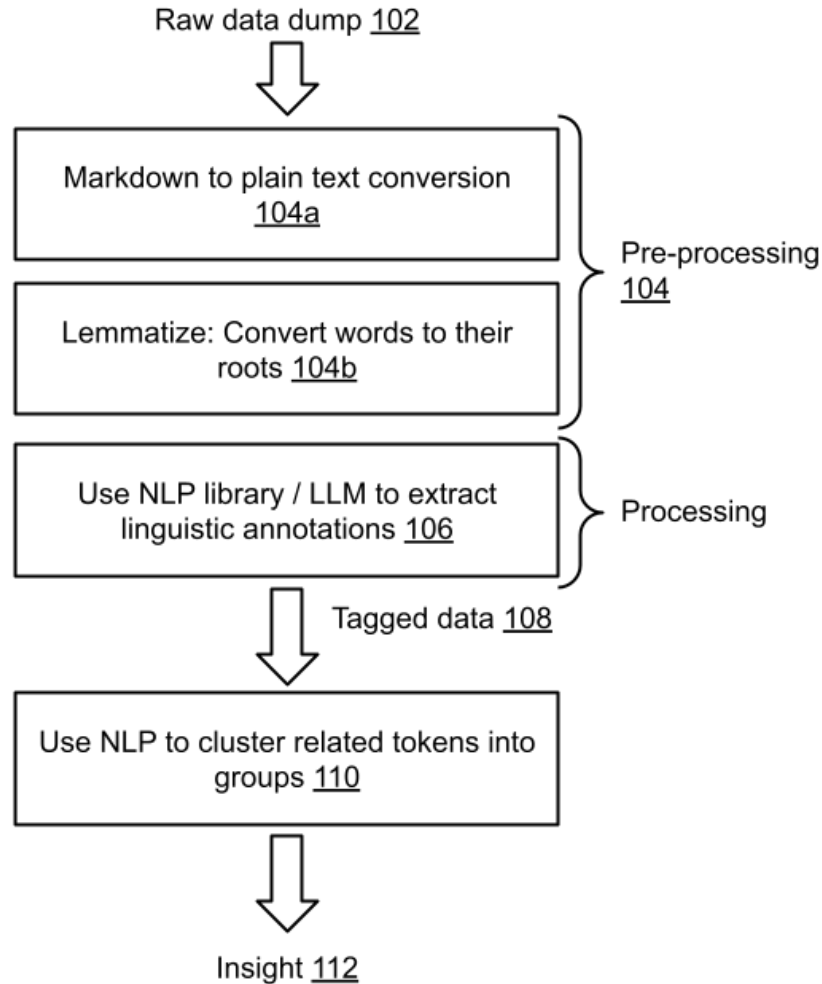 Raw data dump 102
Markdown to plain text conversion
104a
Pre-processing
104
Lemmatize: Convert words to their
roots 104b
Use NLP library / LLM to extract
linguistic annotations 106
Processing
Tagged data 108
Use NLP to cluster related tokens into
groups 110
Insight 112